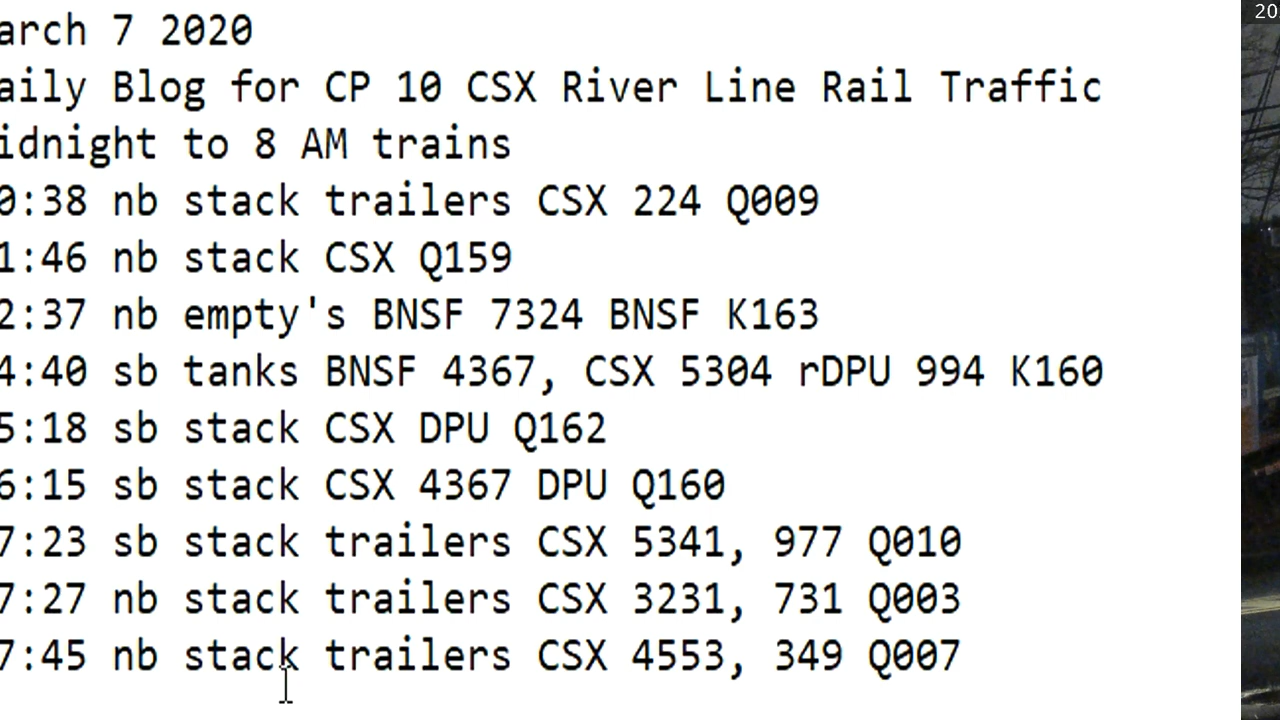 arch 7 2020
aily Blog for CP 10 CSX River Line Rail Traffic
idnight to 8 AM trains
0:38 nb stack trailers CSX 224 Q009
1:46 nb stack CSX Q159
2:37 nb empty's BNSF 7324 BNSF K163
4:40 sb tanks BNSF 4367, CSX 5304 rDPU 994 K160
5:18 sb stack CSX DPU Q162
6:15 sb stack CSX 4367 DPU Q160
7:23 sb stack trailers CSX 5341, 977 Q010
7:27 nb stack trailers CSX 3231, 731 Q003
7:45 nb stack trailers CSX 4553, 349 Q007
20